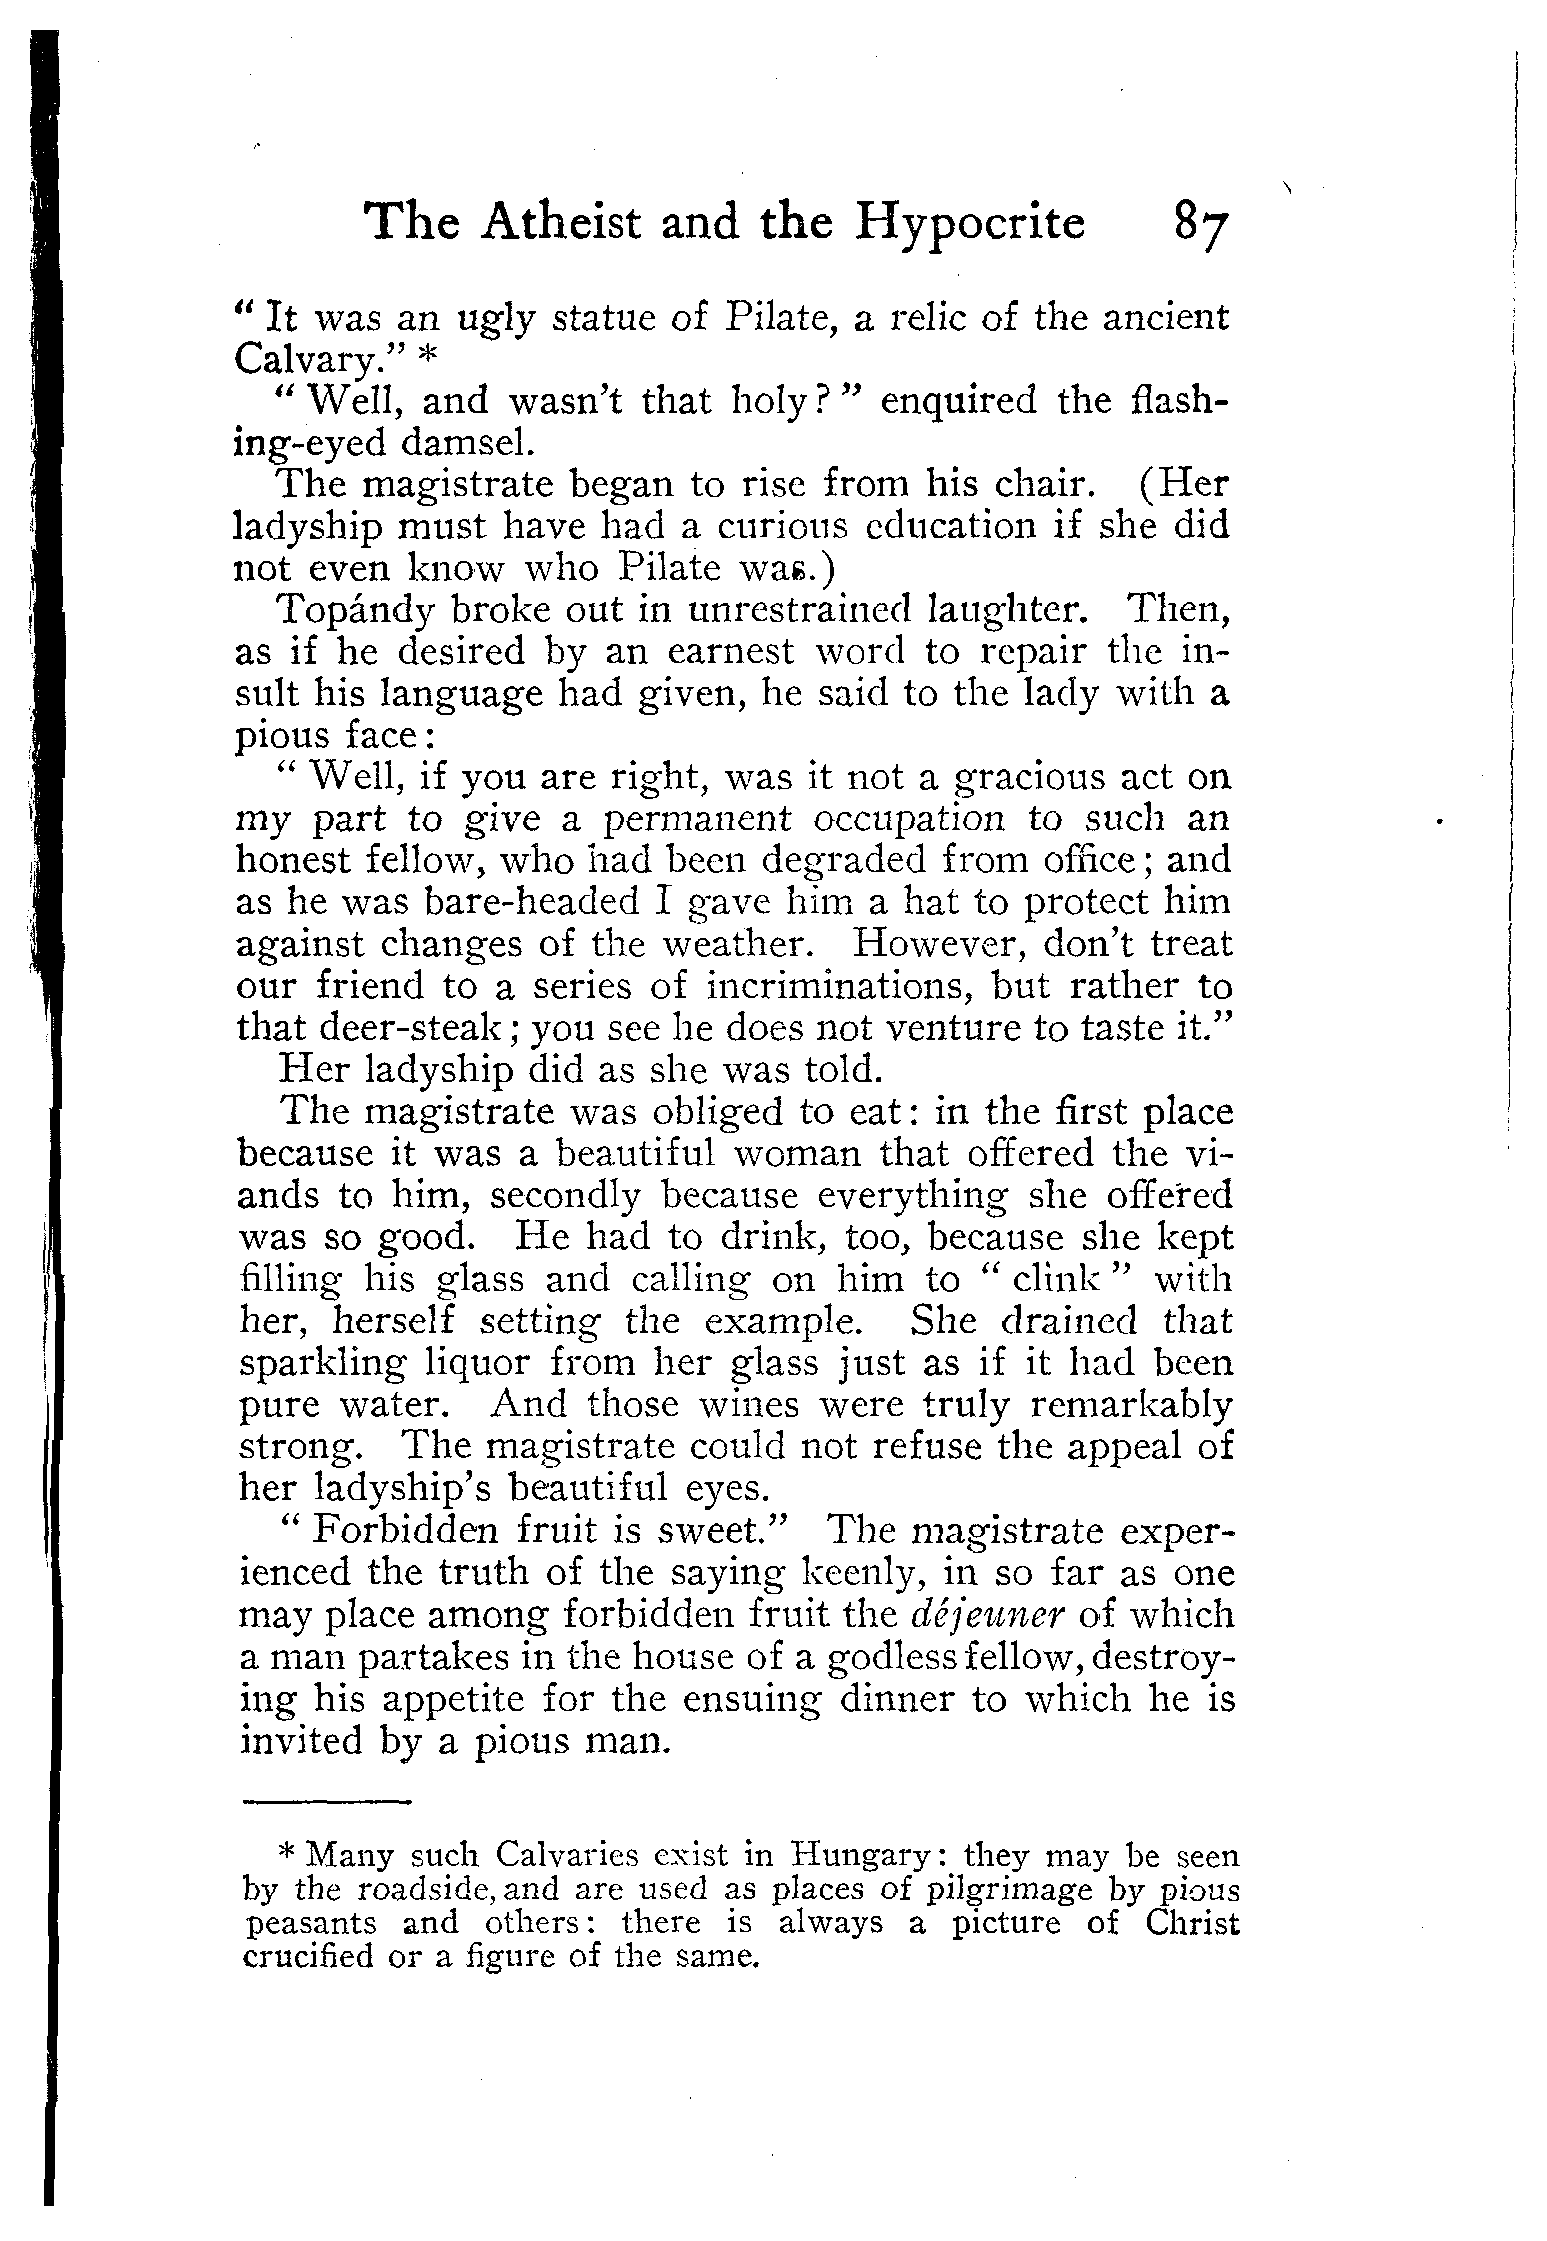 The Atheist and the Hypocrite 87
“ It was an ugly statue of Pilate, a relic of the ancient
Calvary.” *
“ Well, and wasn’t that holy? ” enquired the flash-
ing-eyed damsel.
The magistrate began to rise from his chair. (Her
ladyship must have had a curious education if she did
not even know who Pilate was.)
Topándy broke out in unrestrained laughter. Then,
as if he desired by an earnest word to repair the in-
sult his language had given, he said to the lady with a
pious face:
“ Well, if you are right, was it not a gracious act on
my part to give a permanent occupation to such an
honest fellow, who had been degraded from office; and
as he was bare-headed I gave him a hat to protect him
against changes of the weather. However, don’t treat
our friend to a series of incriminations, but rather to
that deer-steak; you see he does not venture to taste it.”
Her ladyship did as she was told.
The magistrate was obliged to eat: in the first place
because it was a beautiful woman that offered the vi-
ands to him, secondly because everything she offered
was so good. He had to drink, too, because she kept
filling his glass and calling on him to “ clink ” with
her, herself setting the example. She drained that
sparkling liquor from her glass just as if it had been
pure water. And those wines were truly remarkably
strong. The magistrate could not refuse the appeal of
her ladyship’s beautiful eyes.
“ Forbidden fruit is sweet.” The magistrate exper-
ienced the truth of the saying keenly, in so far as one
may place among forbidden fruit the déjeuner of which
a man partakes in the house of a godless fellow, destroy-
ing his appetite for the ensuing dinner to which he is
invited by a pious man.
* Many such Calvaries exist in Hungary: they may be seen
by the roadside, and are used as places of pilgrimage by pious
peasants and others: there is always a picture of Christ
crucified or a figure of the same.